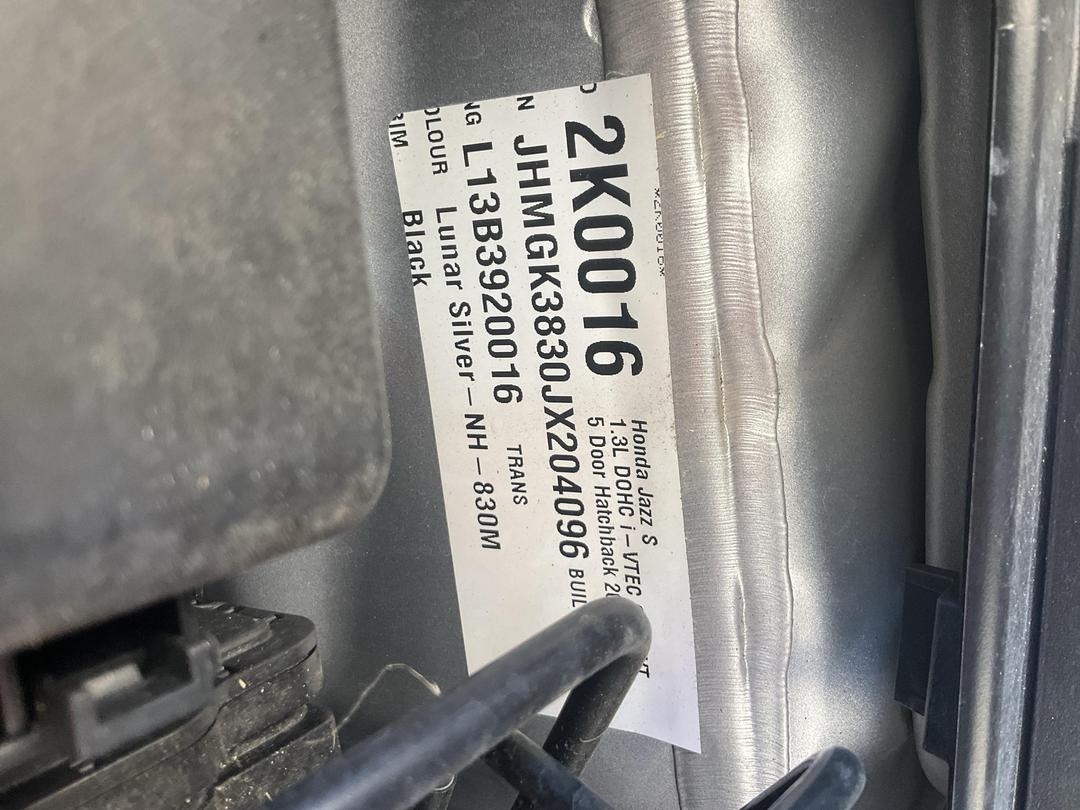 2K0016
Honda Jazz S
1.3L DOHC i-VTEC
5 Door Hatchback
JHMGK3830JX204096 BUIL
NG L13B3920016 TRANS
OLOUR Lunar Silver-NH-830M
RIM Black